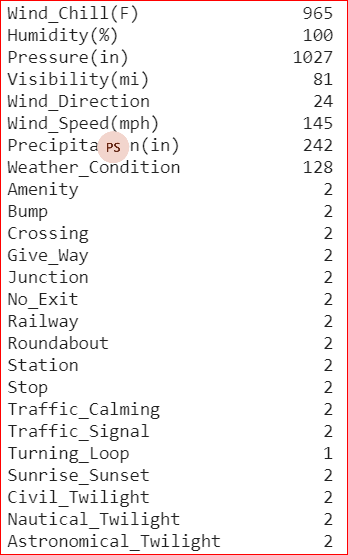 Wind_Chill(F) 965
Humidity(%) 100
Pressure(in) 1027
Visibility(mi) 81
Wind_Direction 24
Wind_Speed(mph) 145
Precipita PS n(in) 242
Weather_Condition 128
Amenity 2
Bump 2
Crossing 2
Give_Way 2
Junction 2
No_Exit 2
Railway 2
Roundabout 2
Station 2
Stop 2
Traffic_Calming 2
Traffic_Signal 2
Turning_Loop 1
Sunrise_Sunset 2
Civil_Twilight 2
Nautical_Twilight 2
Astronomical_Twilight 2